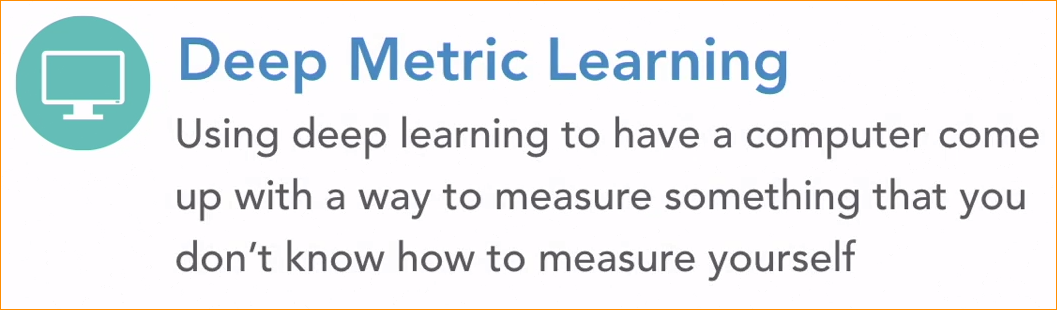 Deep Metric Learning
Using deep learning to have a computer come
up with a way to measure something that you
don’t know how to measure yourself